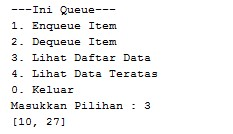 ---Ini Queue---
1. Enqueue Item
2. Dequeue Item
3. Lihat Daftar Data
4. Lihat Data Teratas
0. Keluar
Masukkan Pilihan : 3
[10, 27]